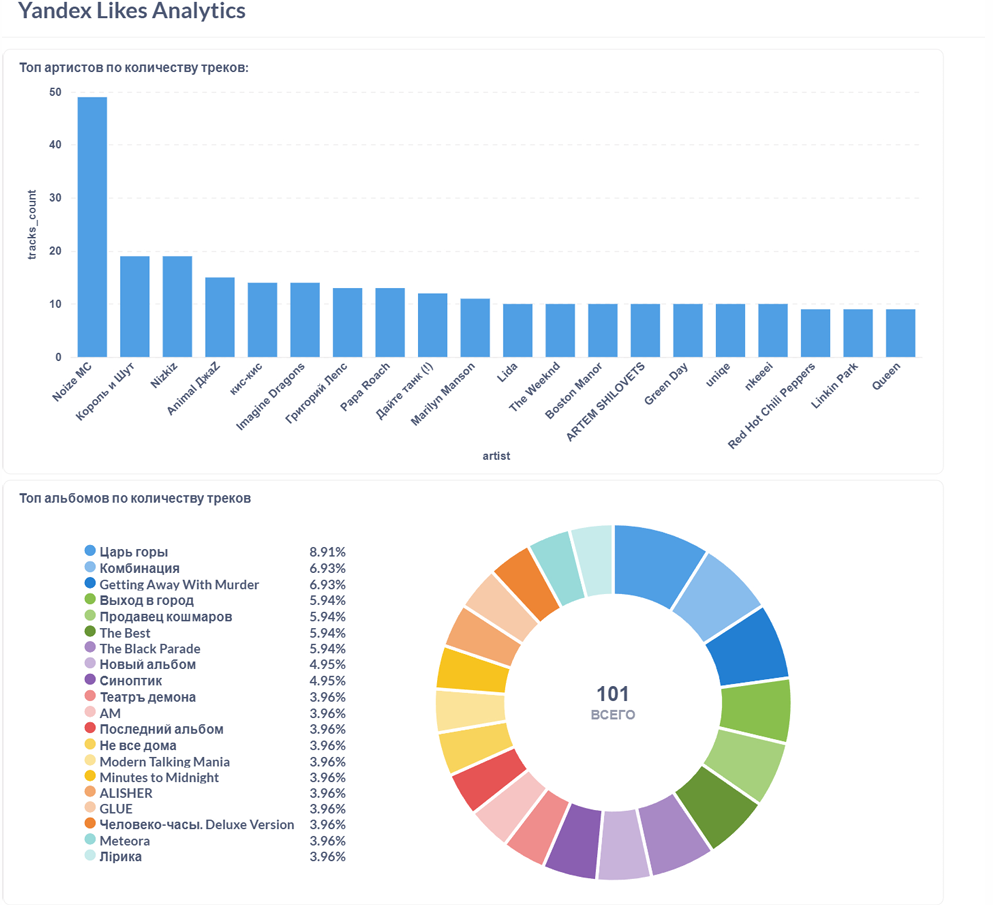 Yandex Likes Analytics
Топ артистов по количеству треков:
50
40
30
20
10
0
tracks_count
Noize MC
Король и Шут
Nizkiz
Animal ДжаZ
кис-кис
Imagine Dragons
Григорий Лепс
Papa Roach
Дайте танк (!)
Marilyn Manson
Lida
The Weeknd
Boston Manor
ARTEM SHILOVETS
Green Day
uniqe
nkeeei
Red Hot Chili Peppers
Linkin Park
Queen
artist
Топ альбомов по количеству треков
Царь горы 8.91%
Комбинация 6.93%
Getting Away With Murder 6.93%
Выход в город 5.94%
Продавец кошмаров 5.94%
The Best 5.94%
The Black Parade 5.94%
Новый альбом 4.95%
Синоптик 4.95%
Театръ демона 3.96%
AM 3.96%
Последний альбом 3.96%
Не все дома 3.96%
Modern Talking Mania 3.96%
Minutes to Midnight 3.96%
ALISHER 3.96%
GLUE 3.96%
Человеко-часы. Deluxe Version 3.96%
Meteora 3.96%
Лірика 3.96%
101
ВСЕГО